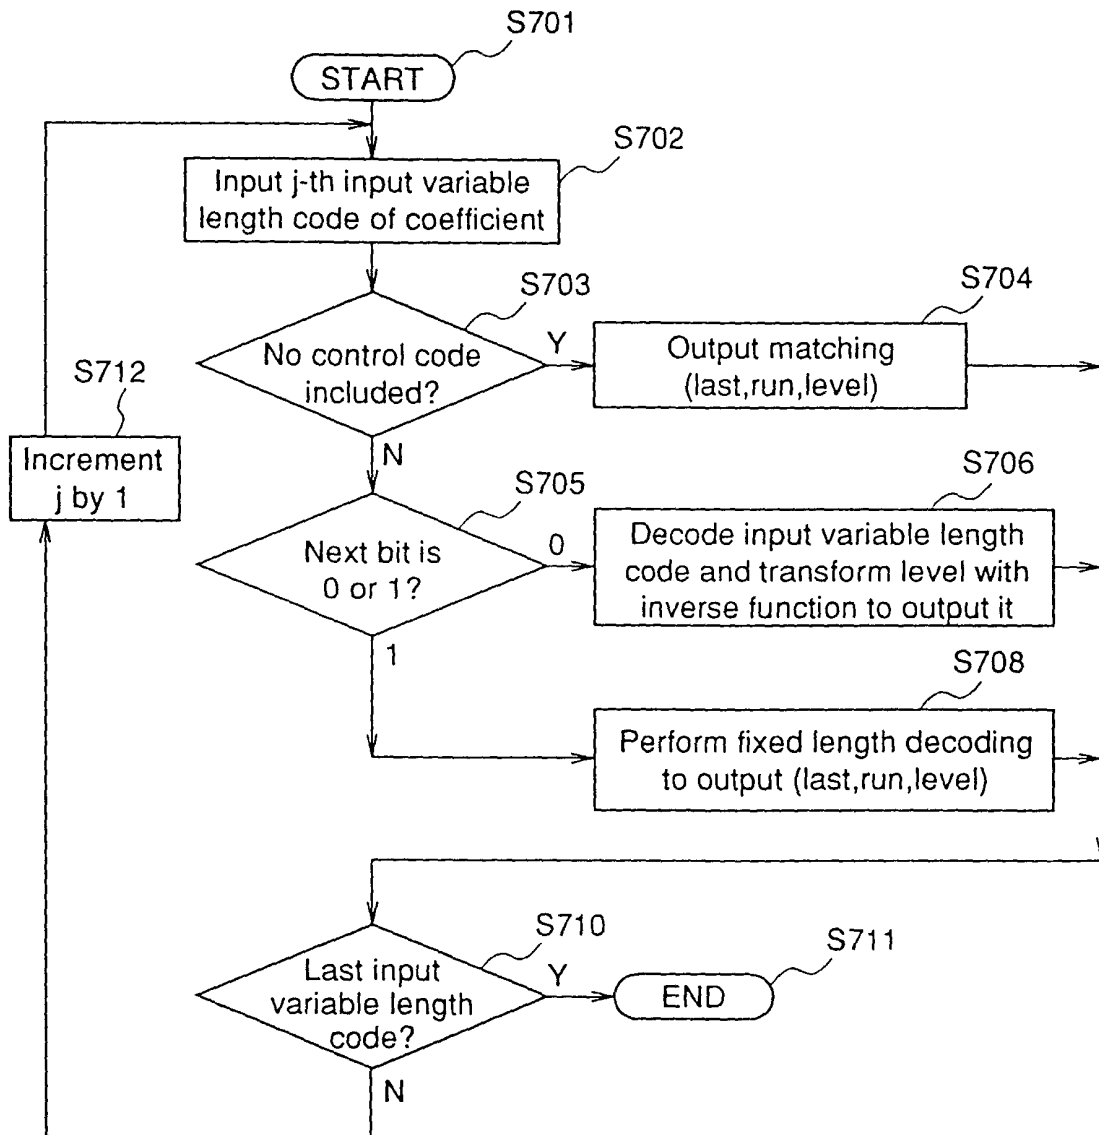 S701
START
S702
Input j-th input variable
length code of coefficient
S703
No control code
included?
Y
S704
Output matching
(last,run,level)
S712
Increment
j by 1
N
S705
Next bit is
0 or 1?
0
S706
Decode input variable length
code and transform level with
inverse function to output it
1
S708
Perform fixed length decoding
to output (last,run,level)
S710
Last input
variable length
code?
Y
S711
END
N